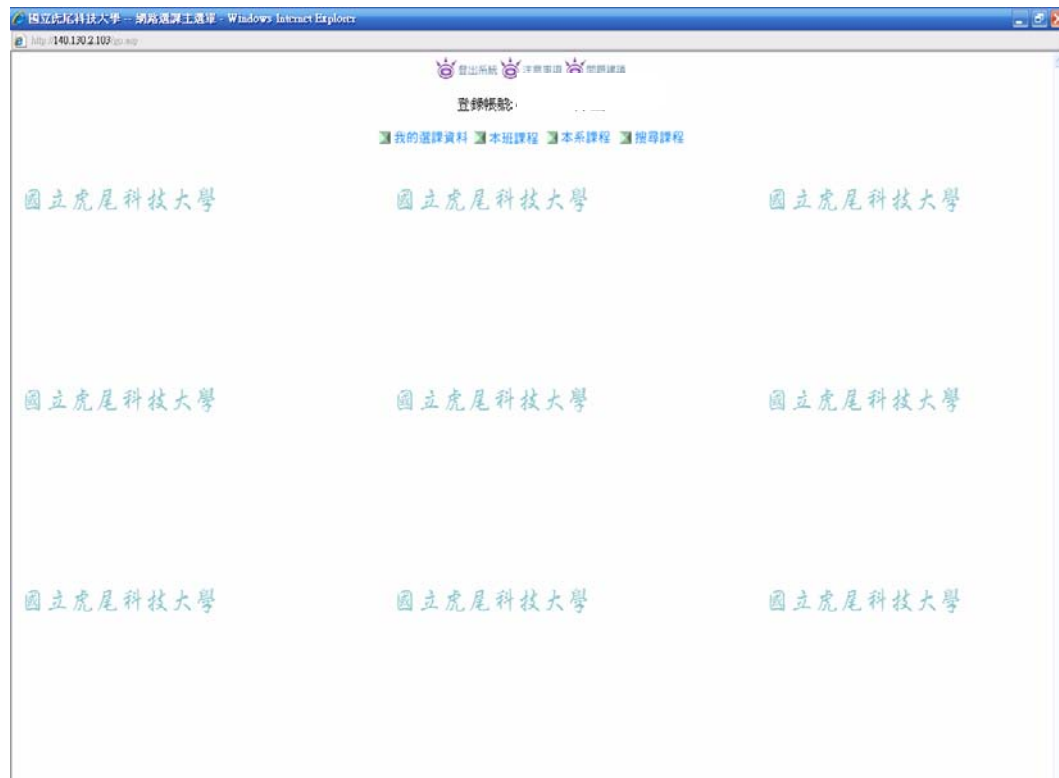 國立虎尾科技大學 -- 網路選課主選單 - Windows Internet Explorer
http://140.130.2.103/go.asp
登出系統 注意事項 問題建議
登錄帳號:
我的選課資料 本班課程 本系課程 搜尋課程
國立虎尾科技大學 國立虎尾科技大學 國立虎尾科技大學
國立虎尾科技大學 國立虎尾科技大學 國立虎尾科技大學
國立虎尾科技大學 國立虎尾科技大學 國立虎尾科技大學